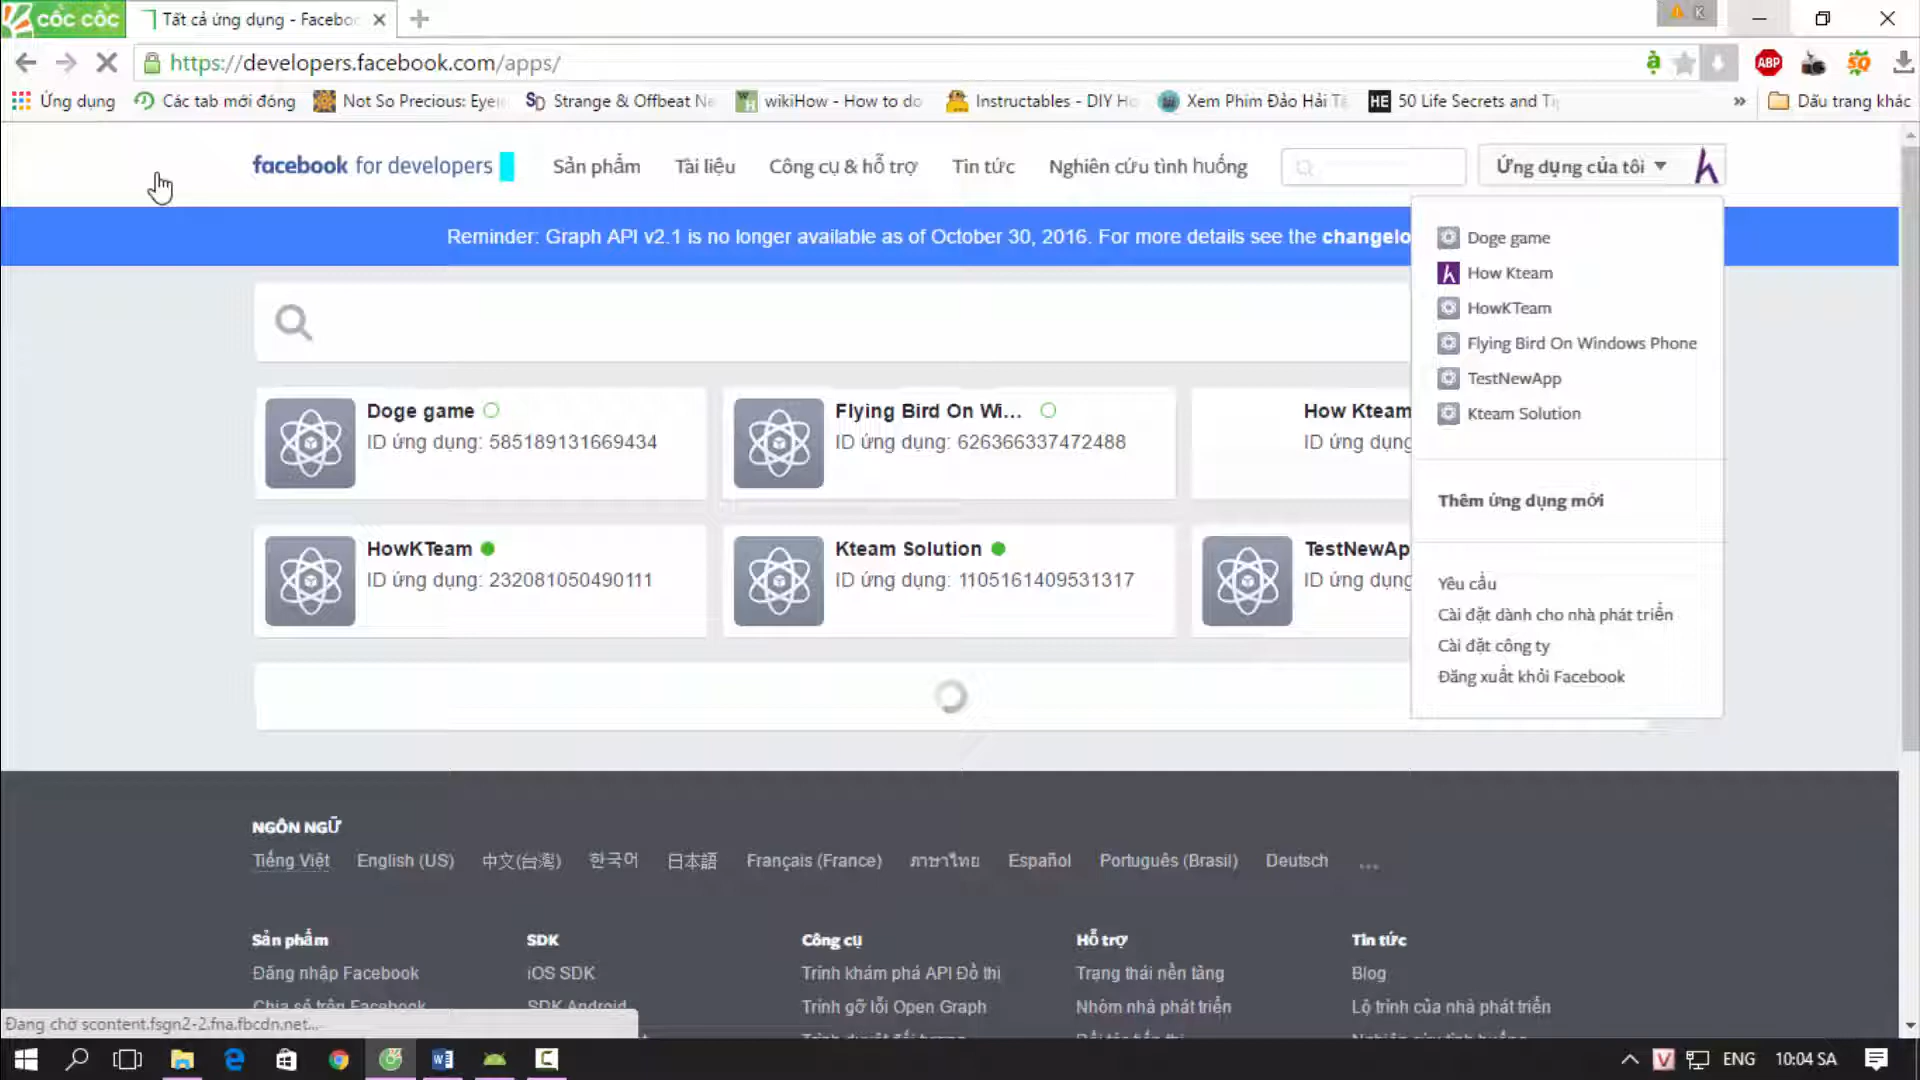 cốc cốc
Tất cả ứng dụng - Facebo
K
https://developers.facebook.com/apps/
ABP
Ứng dụng
Các tab mới đóng
Not So Precious: Eye
Strange & Offbeat Ne
wikiHow - How to do
Instructables - DIY Ho
Xem Phim Đảo Hải Tặ
HE 50 Life Secrets and Ti
»
Dấu trang khác
facebook for developers
Sản phẩm
Tài liệu
Công cụ & hỗ trợ
Tin tức
Nghiên cứu tình huống
Ứng dụng của tôi
Reminder: Graph API v2.1 is no longer available as of October 30, 2016. For more details see the changelo
Doge game
How Kteam
HowKTeam
Flying Bird On Windows Phone
TestNewApp
Kteam Solution
Thêm ứng dụng mới
Yêu cầu
Cài đặt dành cho nhà phát triển
Cài đặt công ty
Đăng xuất khỏi Facebook
Doge game
ID ứng dụng: 585189131669434
Flying Bird On Wi...
ID ứng dụng: 626366337472488
How Kteam
ID ứng dụng
HowKTeam
ID ứng dụng: 232081050490111
Kteam Solution
ID ứng dụng: 1105161409531317
TestNewAp
ID ứng dụng
NGÔN NGỮ
Tiếng Việt
English (US)
中文(台灣)
한국어
日本語
Français (France)
ภาษาไทย
Español
Português (Brasil)
Deutsch
...
Sản phẩm
SDK
Công cụ
Hỗ trợ
Tin tức
Đăng nhập Facebook
iOS SDK
Trình khám phá API Đồ thị
Trạng thái nền tảng
Blog
Chia sẻ trên Facebook
SDK Android
Trình gỡ lỗi Open Graph
Nhóm nhà phát triển
Lộ trình của nhà phát triển
Đang chờ scontent.fsgn2-2.fna.fbcdn.net...
ENG
10:04 SA